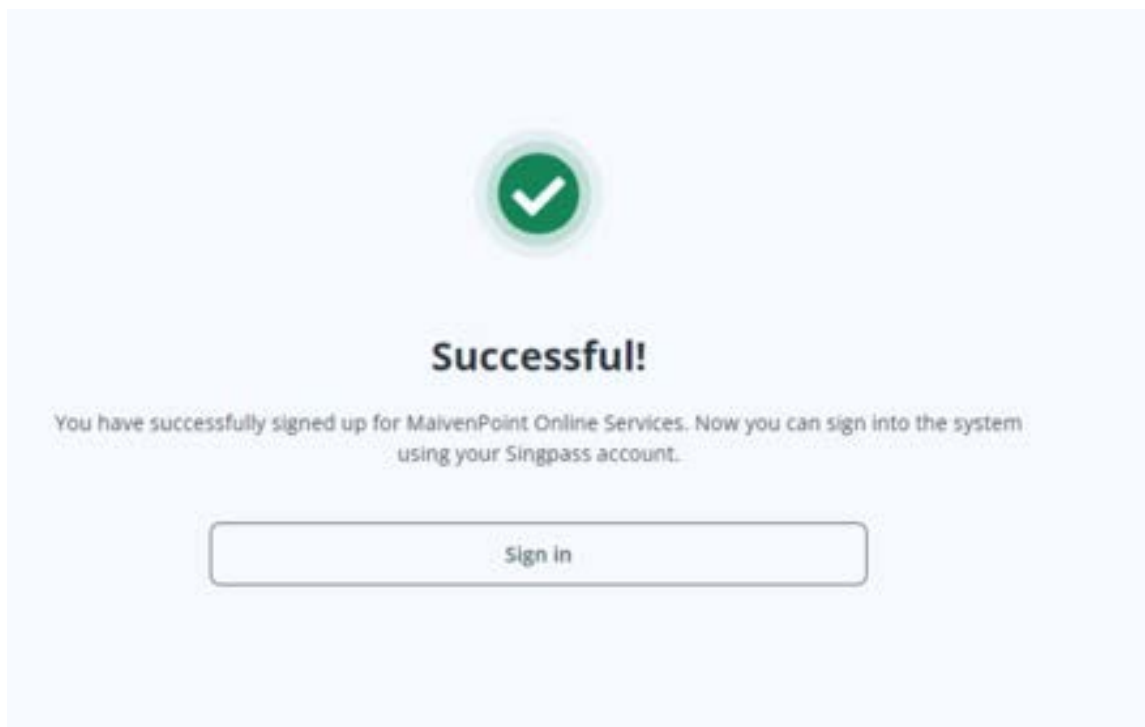 Successful!
You have successfully signed up for MaivenPoint Online Services. Now you can sign into the system
using your Singpass account.
Sign in